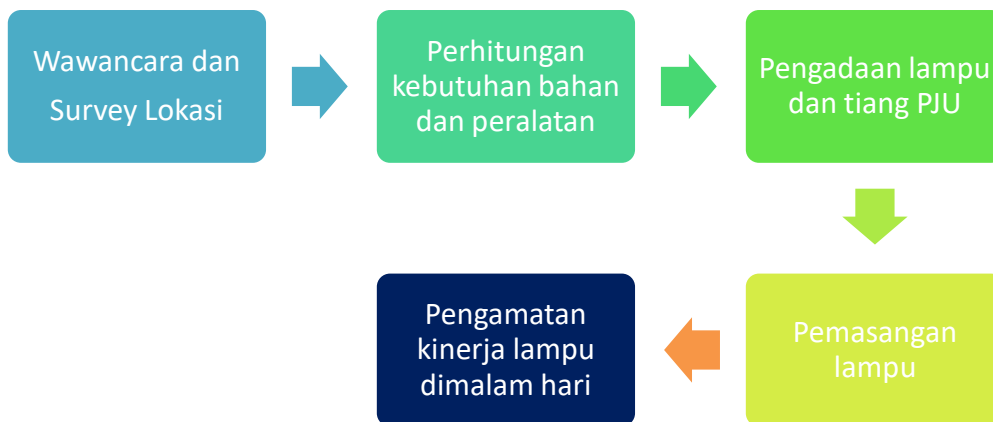 Wawancara dan
Survey Lokasi
Perhitungan
kebutuhan bahan
dan peralatan
Pengadaan lampu
dan tiang PJU
Pemasangan
lampu
Pengamatan
kinerja lampu
dimalam hari